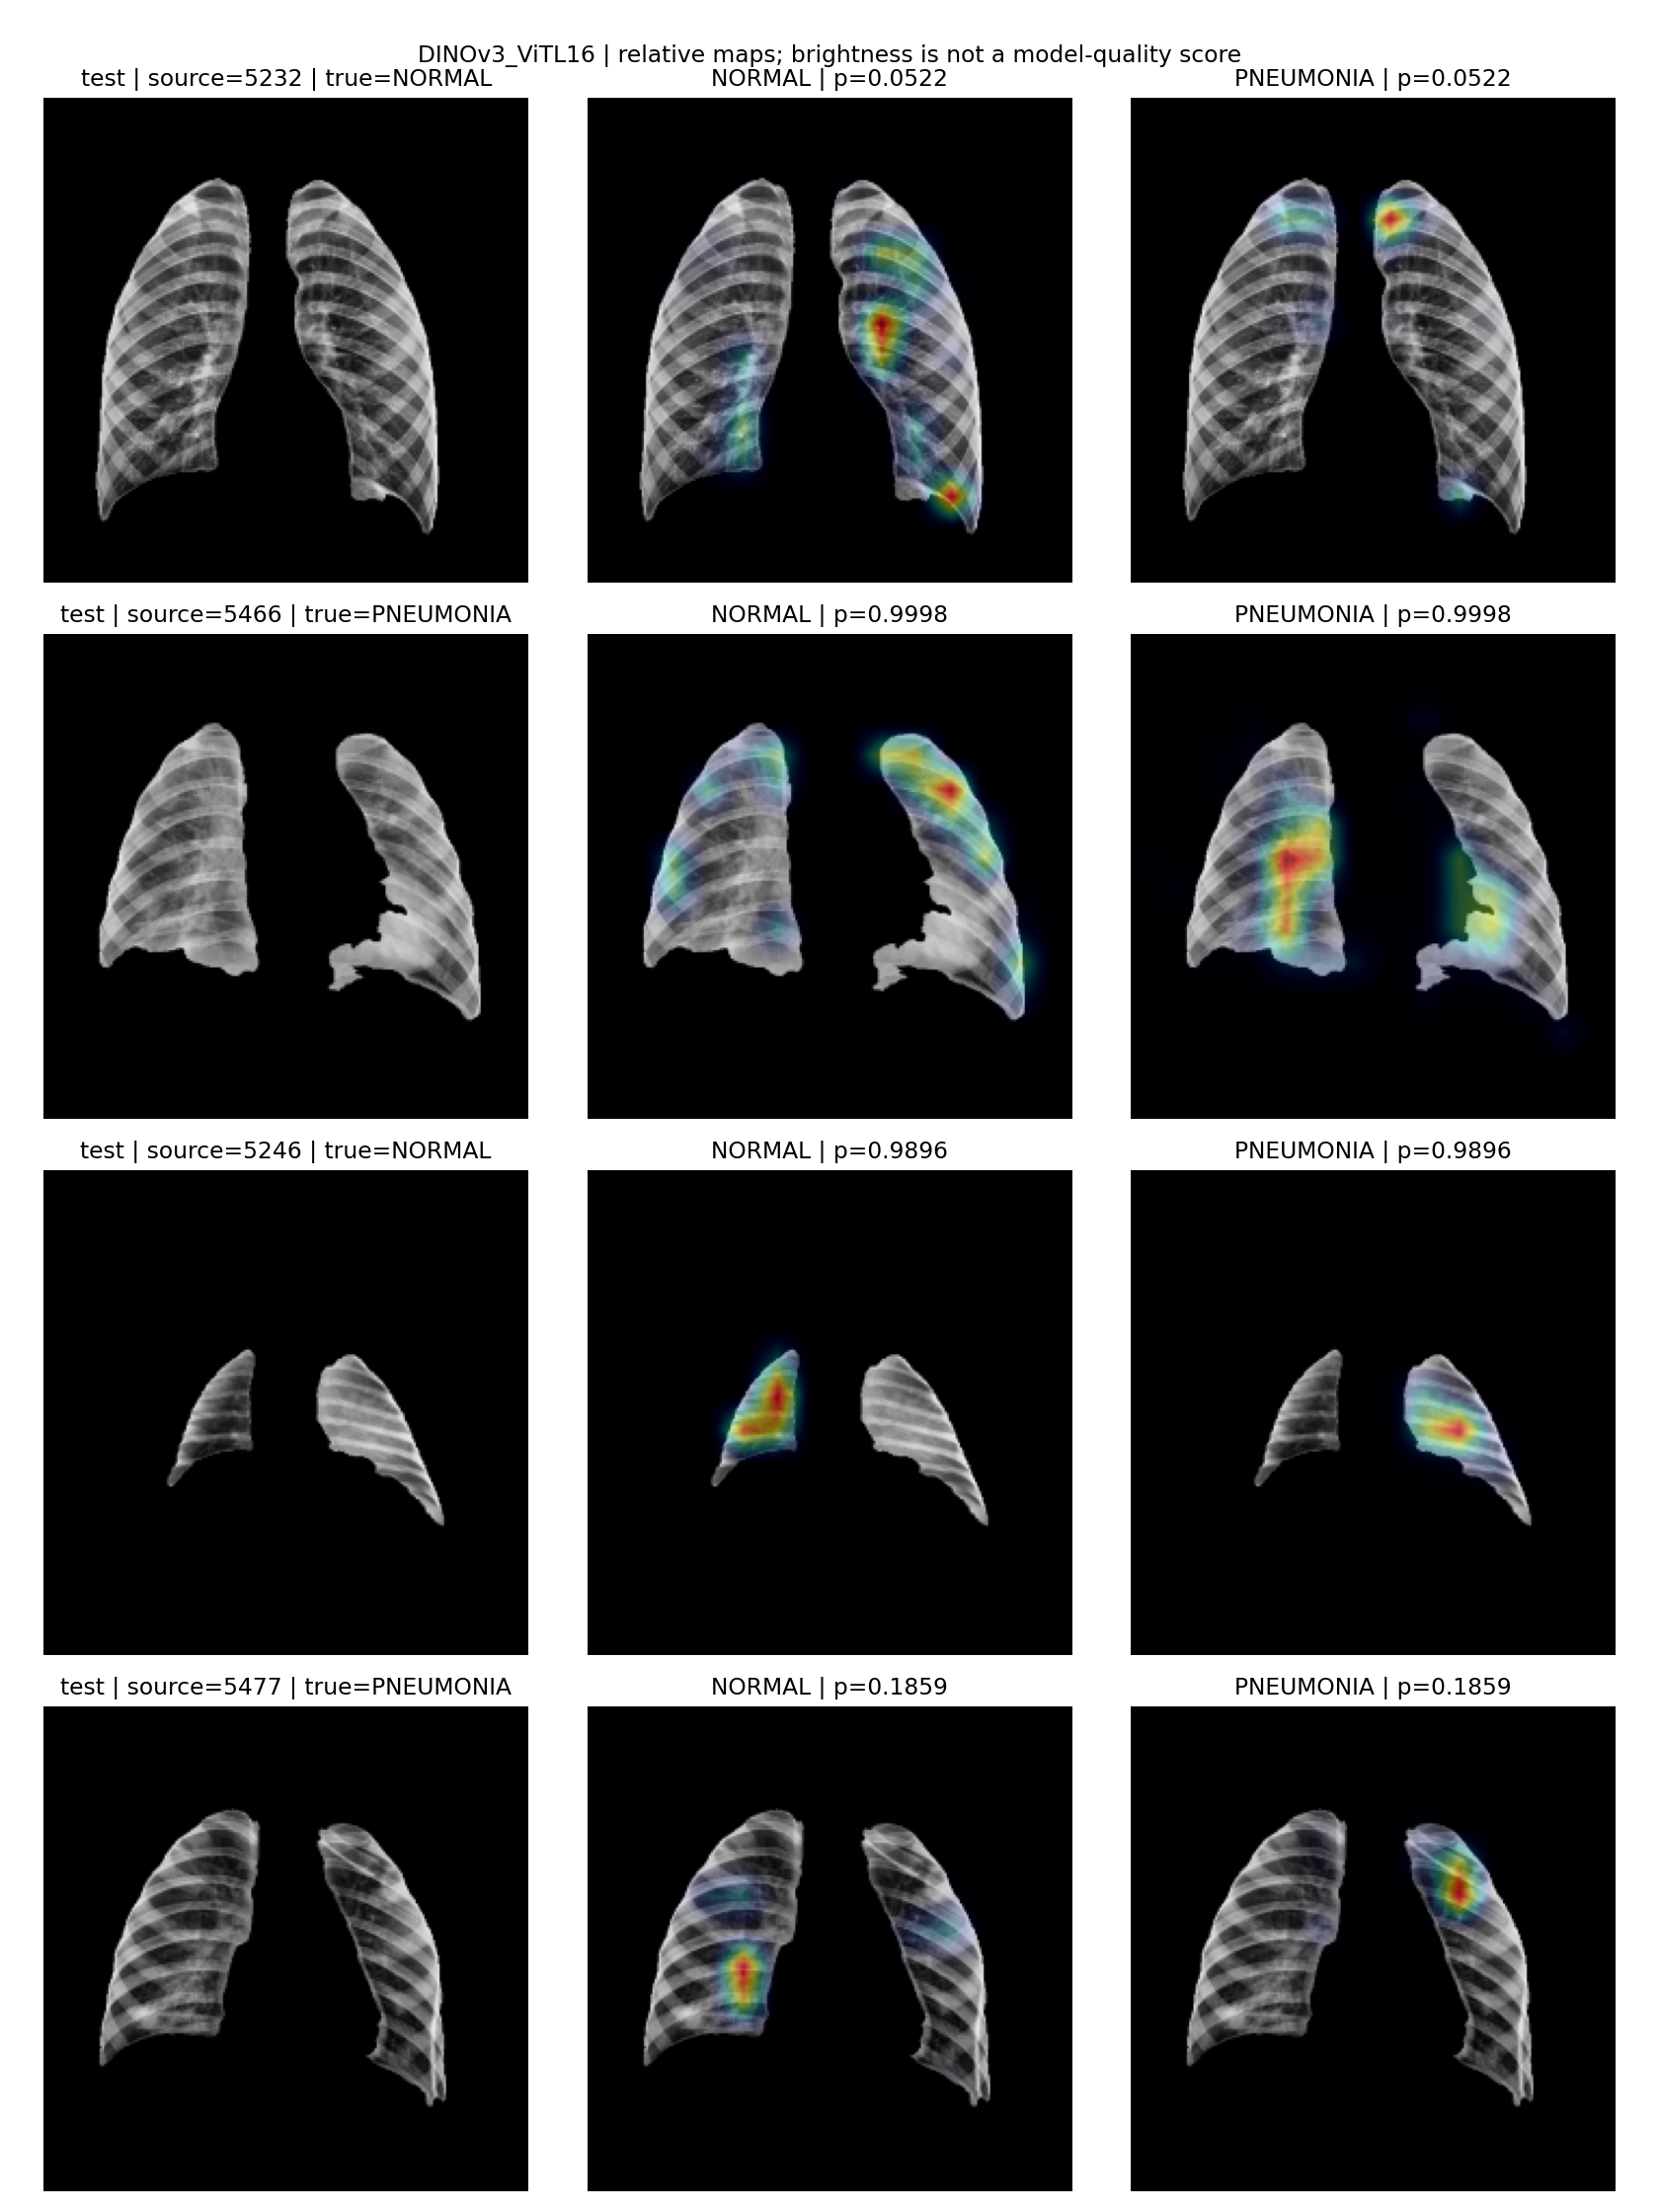 DINOv3_ViTL16 | relative maps; brightness is not a model-quality score
test | source=5232 | true=NORMAL
NORMAL | p=0.0522
PNEUMONIA | p=0.0522
test | source=5466 | true=PNEUMONIA
NORMAL | p=0.9998
PNEUMONIA | p=0.9998
test | source=5246 | true=NORMAL
NORMAL | p=0.9896
PNEUMONIA | p=0.9896
test | source=5477 | true=PNEUMONIA
NORMAL | p=0.1859
PNEUMONIA | p=0.1859